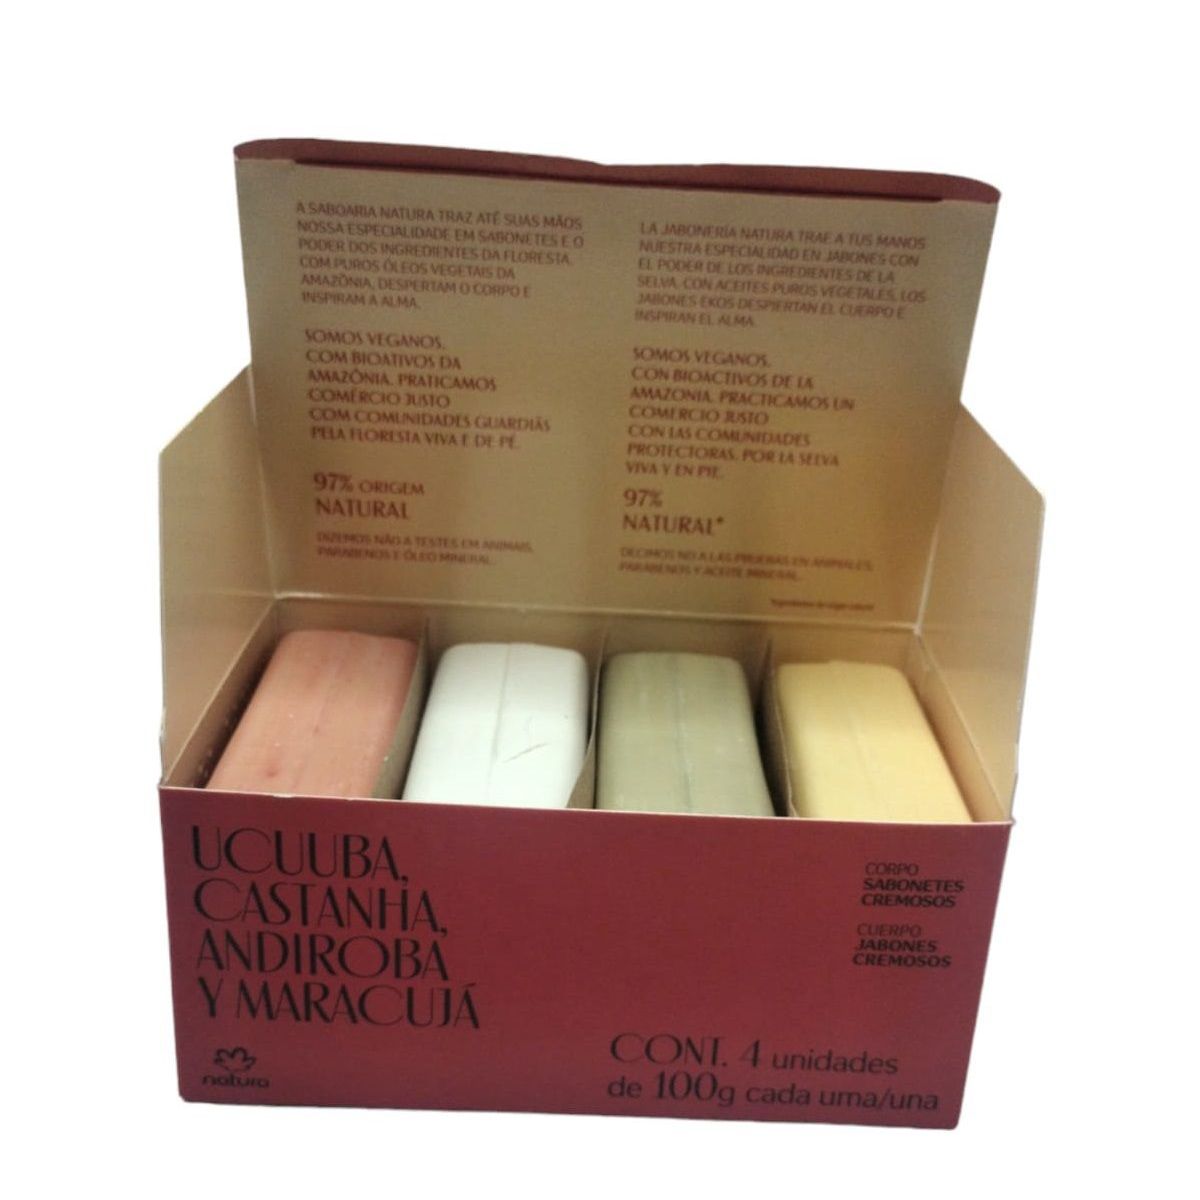 A SABOARIA NATURA TRAZ ATÉ SUAS MÃOS
NOSSA ESPECIALIDADE EM SABONETES E O
PODER DOS INGREDIENTES DA FLORESTA.
COM PUROS ÓLEOS VEGETAIS DA
AMAZÔNIA, DESPERTAM O CORPO E
INSPIRAM A ALMA.
SOMOS VEGANOS.
COM BIOATIVOS DA
AMAZÔNIA. PRATICAMOS
COMÉRCIO JUSTO
COM COMUNIDADES GUARDIÃS
PELA FLORESTA VIVA E DE PÉ.
97% ORIGEM
NATURAL
DIZEMOS NÃO A TESTES EM ANIMAIS,
PARABENOS E ÓLEO MINERAL.
LA JABONERÍA NATURA TRAE A TUS MANOS
NUESTRA ESPECIALIDAD EN JABONES CON
EL PODER DE LOS INGREDIENTES DE LA
SELVA. CON ACEITES PUROS VEGETALES, LOS
JABONES EKOS DESPIERTAN EL CUERPO E
INSPIRAN EL ALMA.
SOMOS VEGANOS.
CON BIOACTIVOS DE LA
AMAZONIA. PRACTICAMOS UN
COMERCIO JUSTO
CON LAS COMUNIDADES
PROTECTORAS. POR LA SELVA
VIVA Y EN PIE.
97%
NATURAL*
DECIMOS NO A LAS PRUEBAS EN ANIMALES,
PARABENOS Y ACEITE MINERAL.
*Ingredientes de origen natural
UCUUBA,
CASTANHA,
ANDIROBA
Y MARACUJÁ
natura
CORPO
SABONETES
CREMOSOS
CUERPO
JABONES
CREMOSOS
CONT. 4 unidades
de 100g cada uma/una